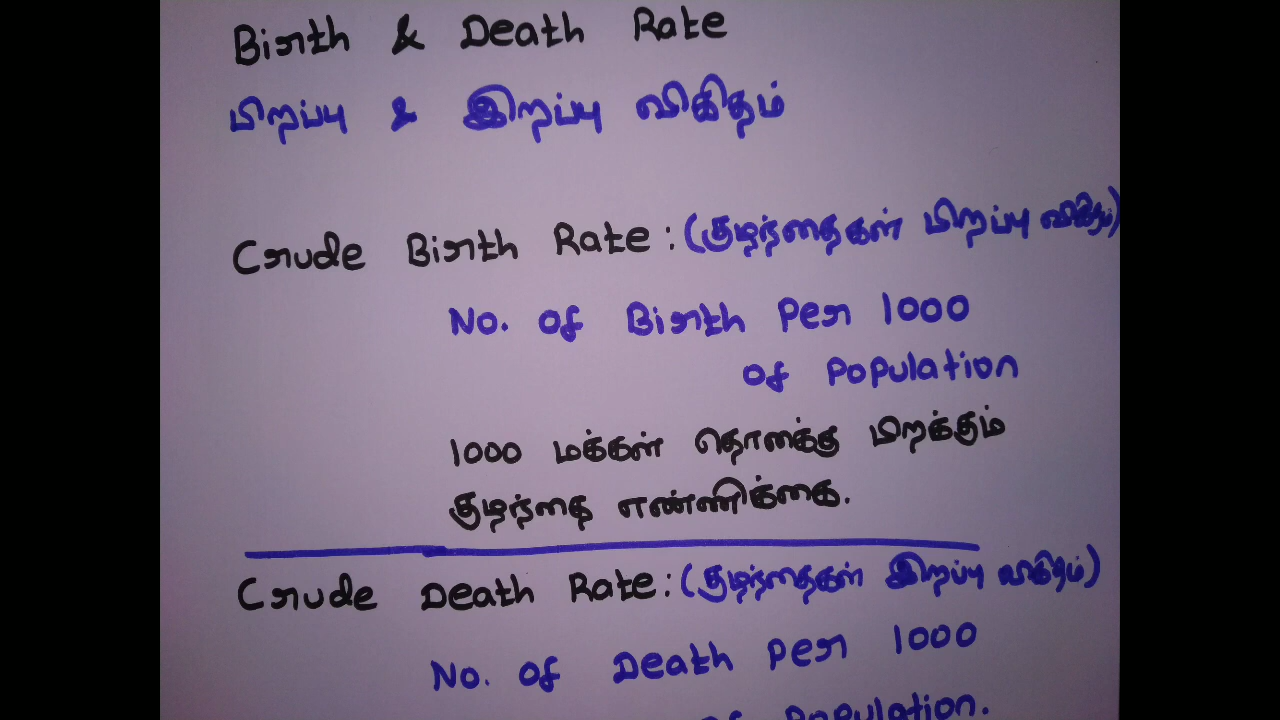 Birth & Death Rate
பிறப்பு & இறப்பு விகிதம்
Crude Birth Rate : (குழந்தைகள் பிறப்பு விகிதம்)
No. of Birth Per 1000
of Population
1000 மக்கள் தொகைக்கு பிறக்கும்
குழந்தை எண்ணிக்கை.
Crude Death Rate : (குழந்தைகள் இறப்பு விகிதம்)
No. of Death Per 1000
of Population.